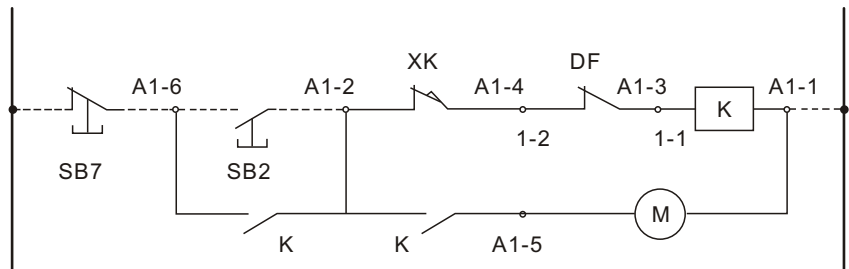 XK DF
A1-6 A1-2 A1-4 A1-3 A1-1
K
1-2 1-1
SB7 SB2
M
K K A1-5